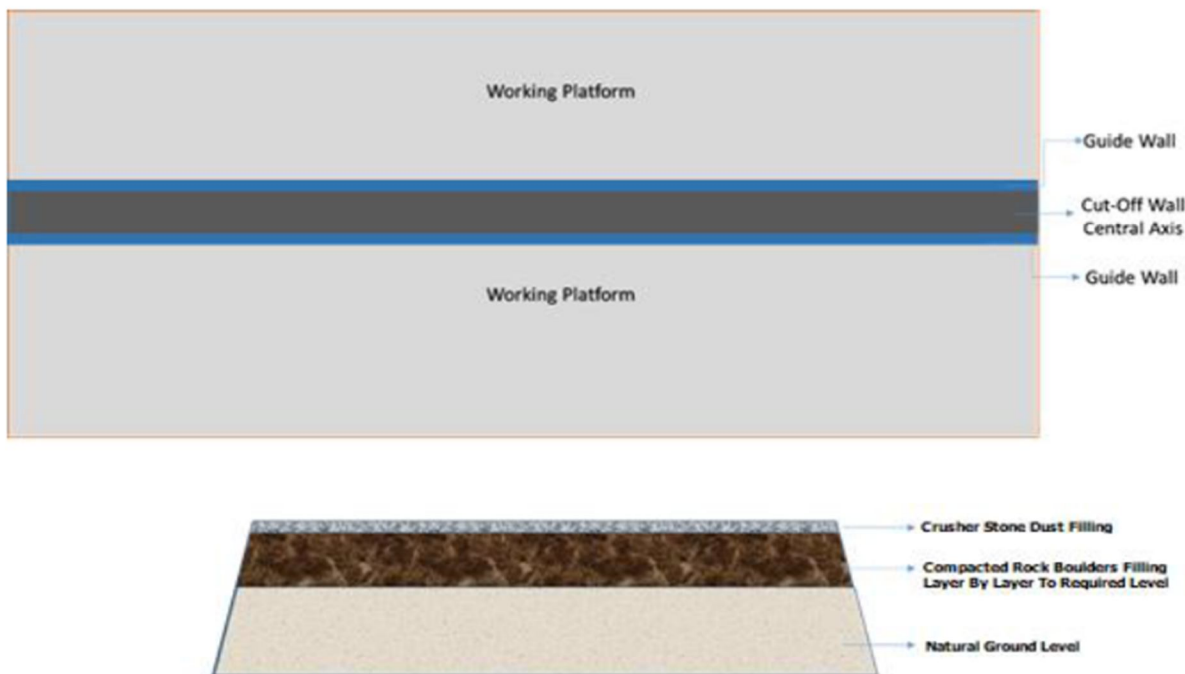 Working Platform
Guide Wall
Cut-Off Wall
Central Axis
Guide Wall
Working Platform
Crusher Stone Dust Filling
Compacted Rock Boulders Filling
Layer By Layer To Required Level
Natural Ground Level